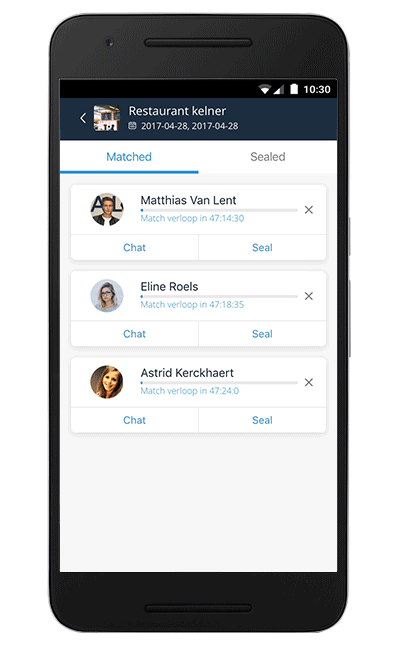 10:30
Restaurant kelner
2017-04-28, 2017-04-28
Matched Sealed
Matthias Van Lent
Match verloop in 47:14:30
Chat Seal
Eline Roels
Match verloop in 47:18:35
Chat Seal
Astrid Kerckhaert
Match verloop in 47:24:0
Chat Seal